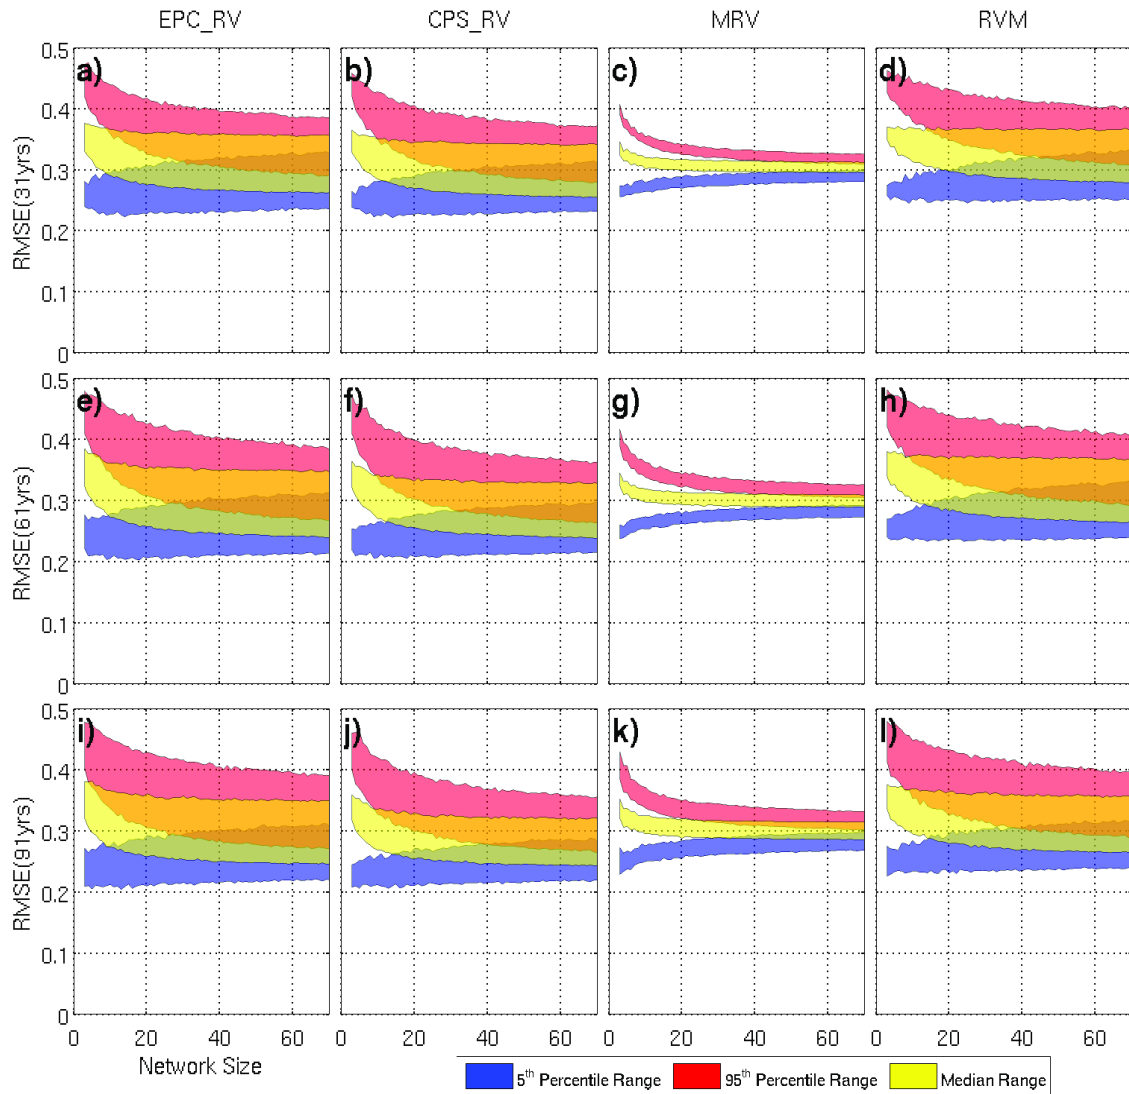 EPC_RV CPS_RV MRV RVM
a) b) c) d)
0.5
0.4
0.3
0.2
0.1
0
RMSE(31yrs)
e) f) g) h)
0.5
0.4
0.3
0.2
0.1
0
RMSE(61yrs)
i) j) k) l)
0.5
0.4
0.3
0.2
0.1
0
RMSE(91yrs)
0 20 40 60 0 20 40 60 0 20 40 60 0 20 40 60
Network Size
5th Percentile Range 95th Percentile Range Median Range